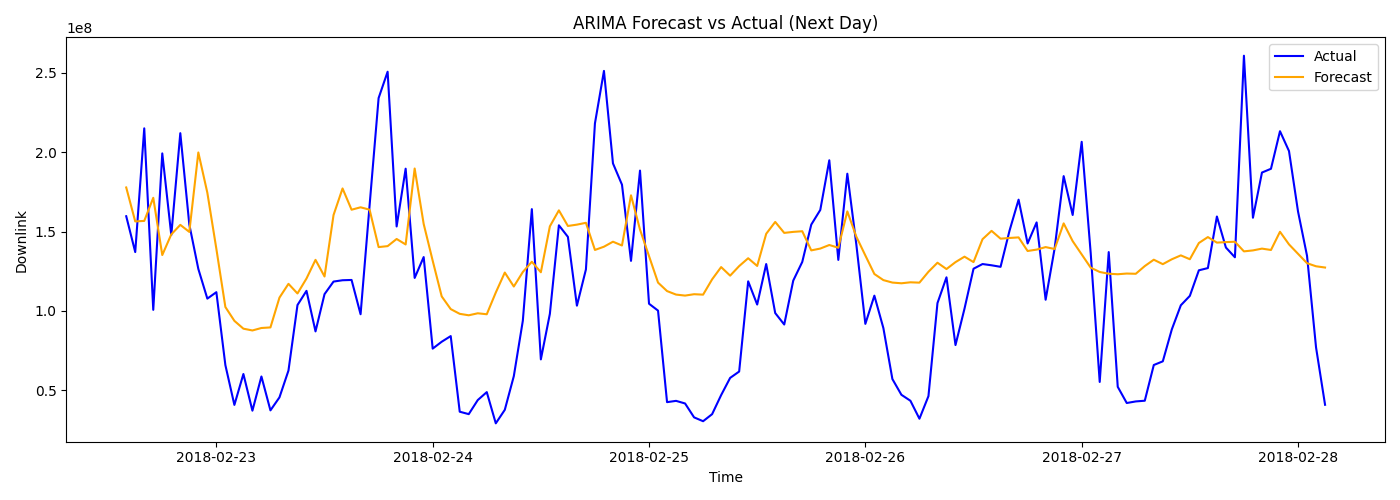 ARIMA Forecast vs Actual (Next Day)
1e8
Actual
Forecast
2.5
2.0
1.5
1.0
0.5
Downlink
2018-02-23
2018-02-24
2018-02-25
2018-02-26
2018-02-27
2018-02-28
Time